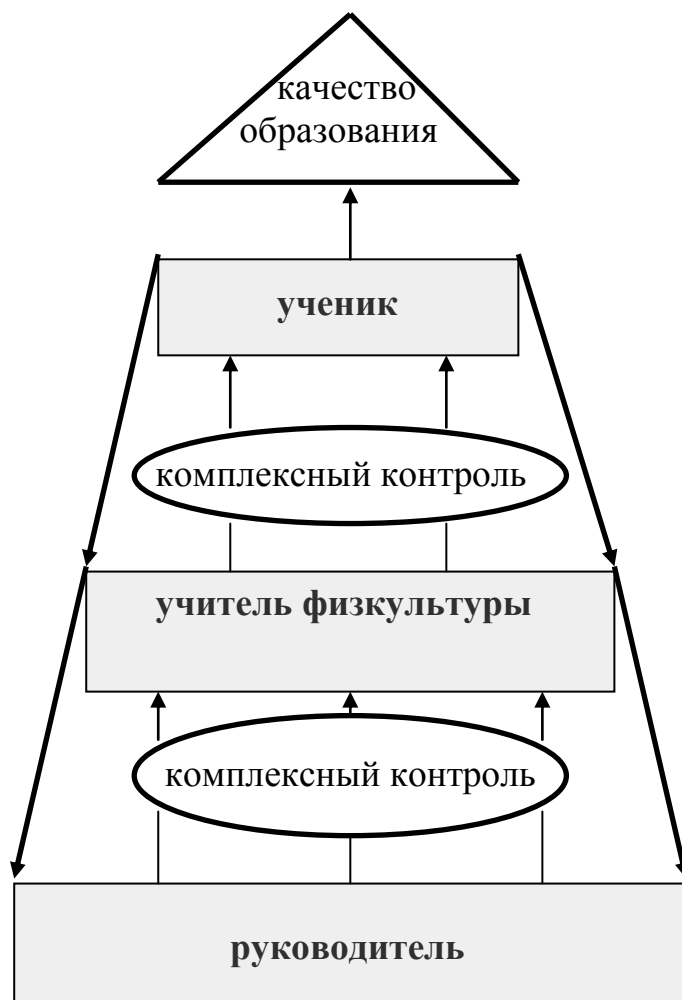 качество
образования
ученик
комплексный контроль
учитель физкультуры
комплексный контроль
руководитель